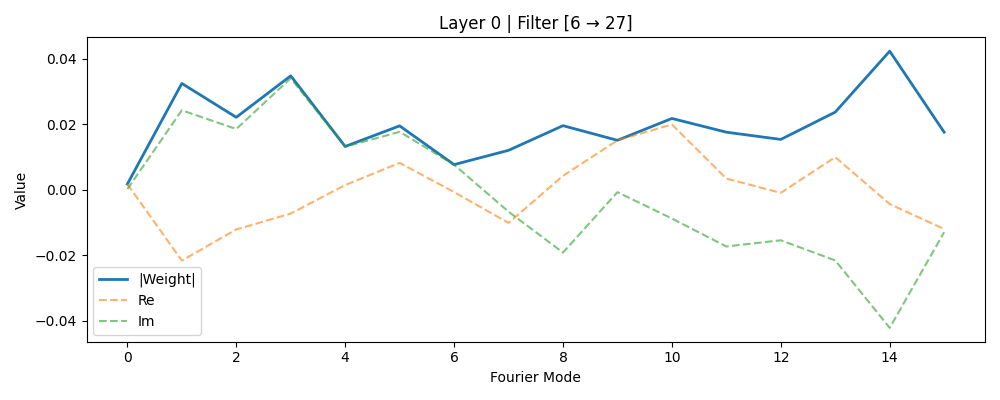 Layer 0 | Filter [6 → 27]
Value
0.04
0.02
0.00
−0.02
−0.04
|Weight|
Re
Im
0 2 4 6 8 10 12 14
Fourier Mode